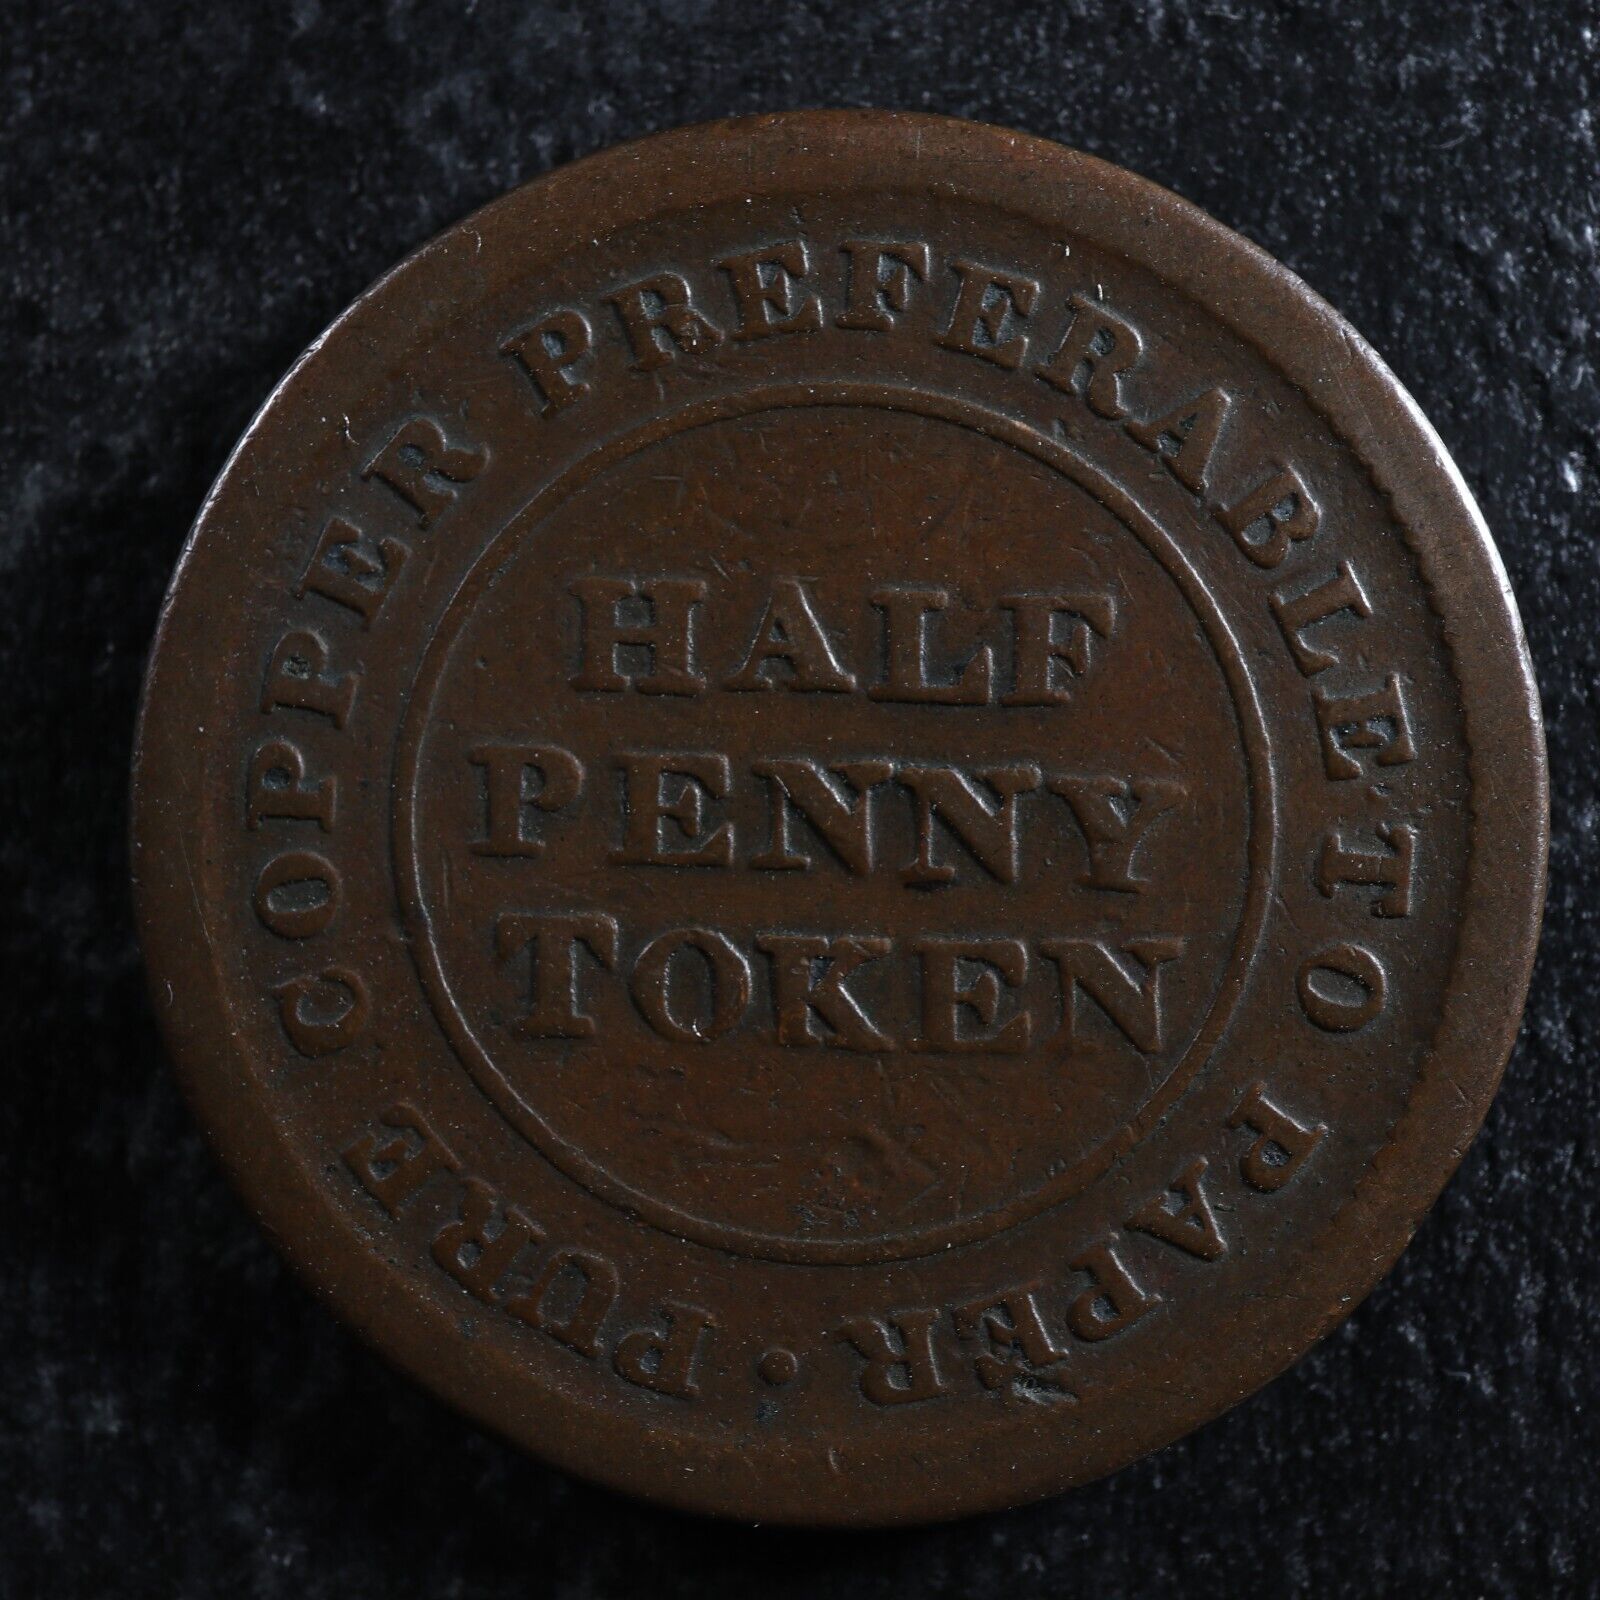 PURE COPPER PREFERABLE TO PAPER ·
HALF
PENNY
TOKEN